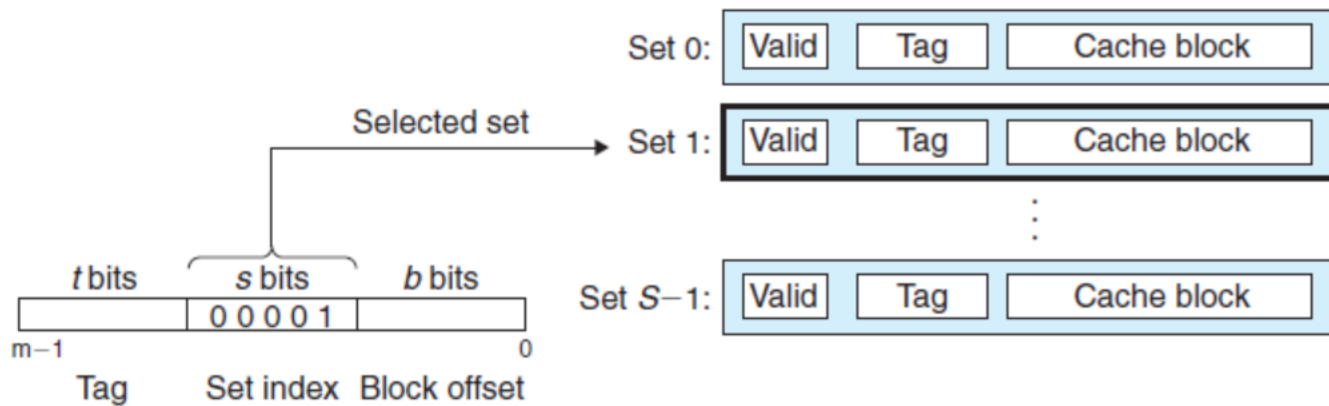 Set 0: Valid Tag Cache block
Selected set
Set 1: Valid Tag Cache block
⋮
t bits s bits b bits
Set S−1: Valid Tag Cache block
0 0 0 0 1
m−1 0
Tag Set index Block offset